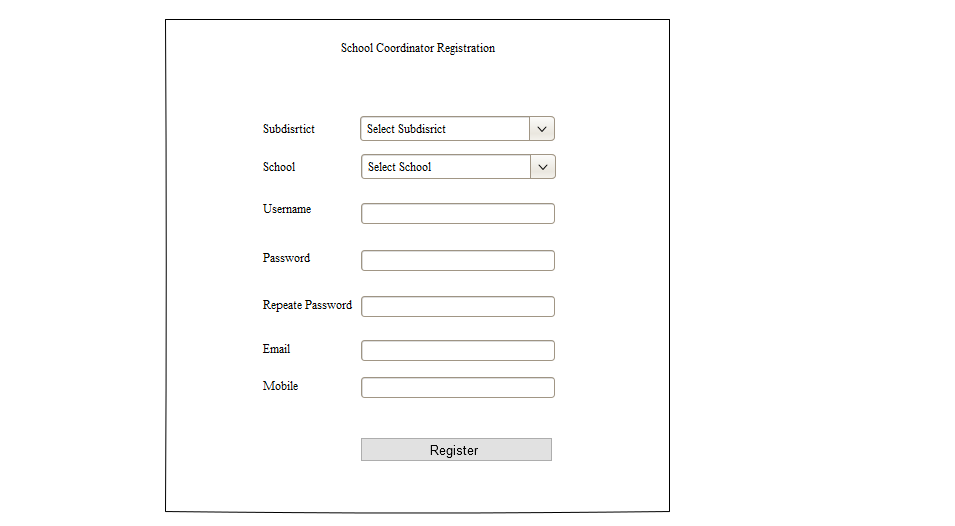 School Coordinator Registration
Subdisrtict Select Subdisrict
School Select School
Username
Password
Repeate Password
Email
Mobile
Register